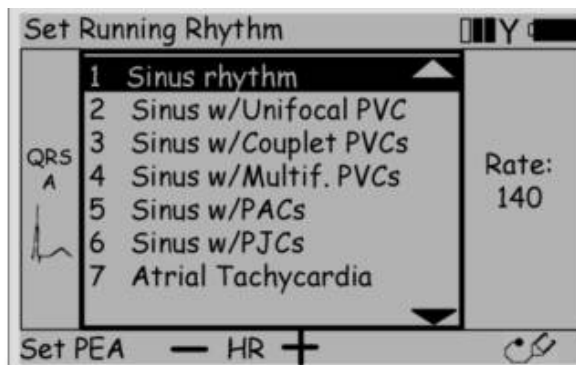 Set Running Rhythm
Y
1 Sinus rhythm
2 Sinus w/Unifocal PVC
3 Sinus w/Couplet PVCs
4 Sinus w/Multif. PVCs
5 Sinus w/PACs
6 Sinus w/PJCs
7 Atrial Tachycardia
QRS
A
Rate:
140
Set PEA – HR +